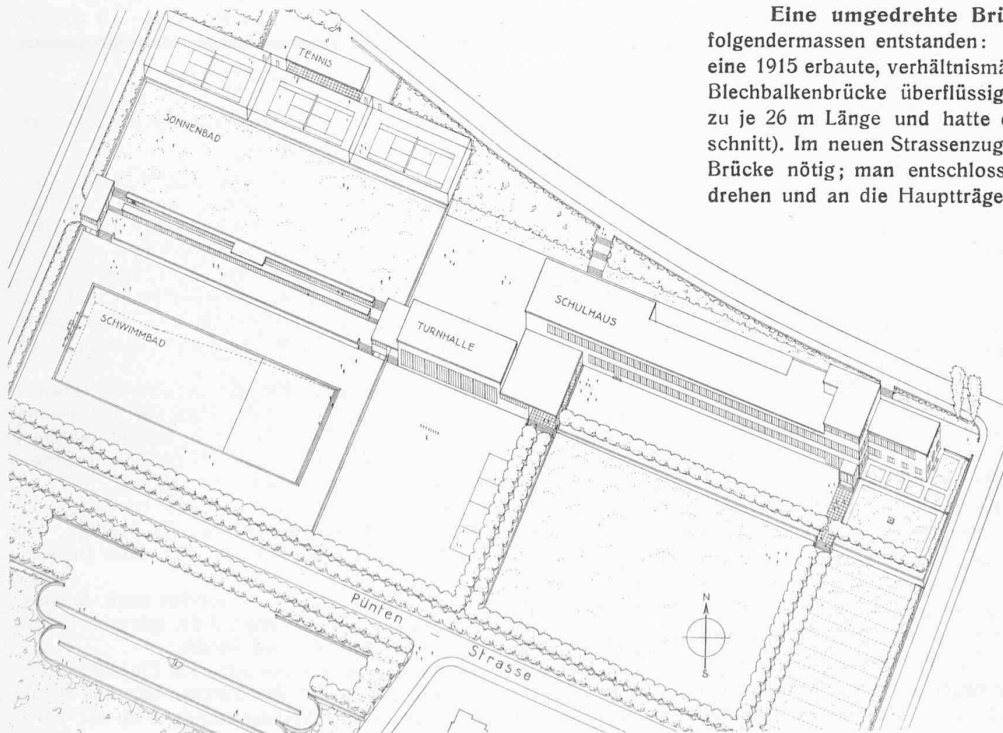 Eine umgedrehte Brü
folgendermassen entstanden:
eine 1915 erbaute, verhältnismä
Blechbalkenbrücke überflüssig
zu je 26 m Länge und hatte
schnitt). Im neuen Strassenzug
Brücke nötig; man entschloss
drehen und an die Hauptträge
TENNIS
SONNENBAD
SCHWIMMBAD
TURNHALLE
SCHULHAUS
Pünten
Strasse
N
S